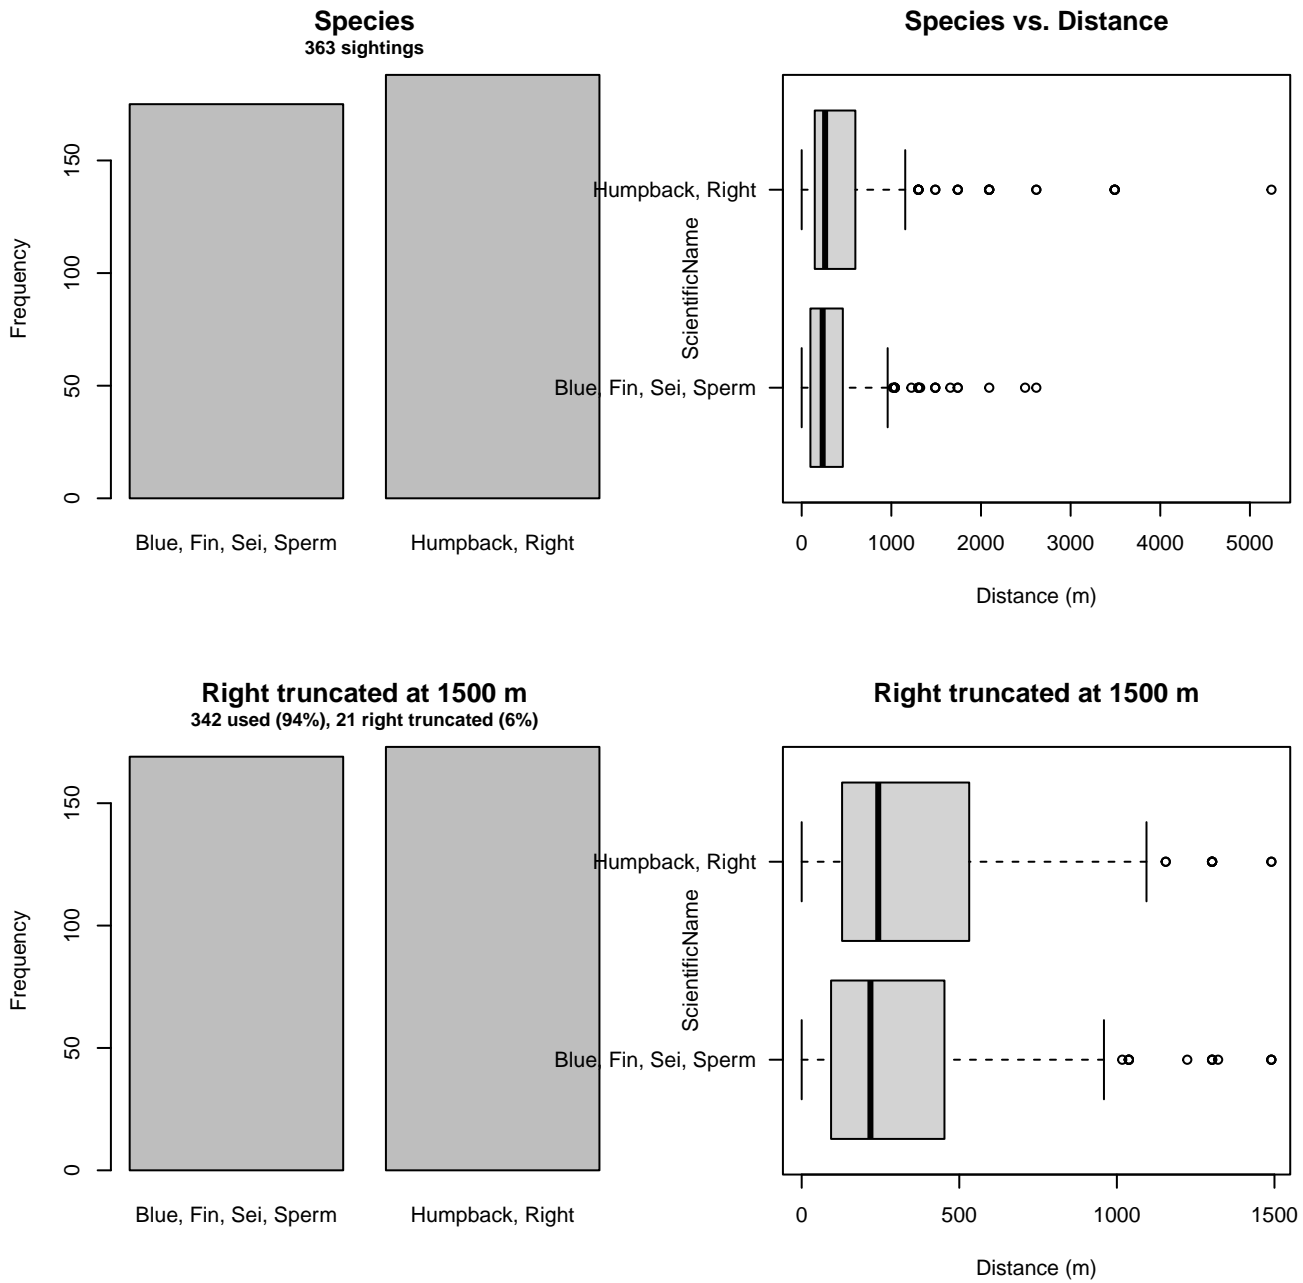 Species
363 sightings
Frequency
0
50
100
150
Blue, Fin, Sei, Sperm
Humpback, Right
Species vs. Distance
ScientificName
Humpback, Right
Blue, Fin, Sei, Sperm
0 1000 2000 3000 4000 5000
Distance (m)
Right truncated at 1500 m
342 used (94%), 21 right truncated (6%)
Frequency
0
50
100
150
Blue, Fin, Sei, Sperm
Humpback, Right
Right truncated at 1500 m
ScientificName
Humpback, Right
Blue, Fin, Sei, Sperm
0 500 1000 1500
Distance (m)